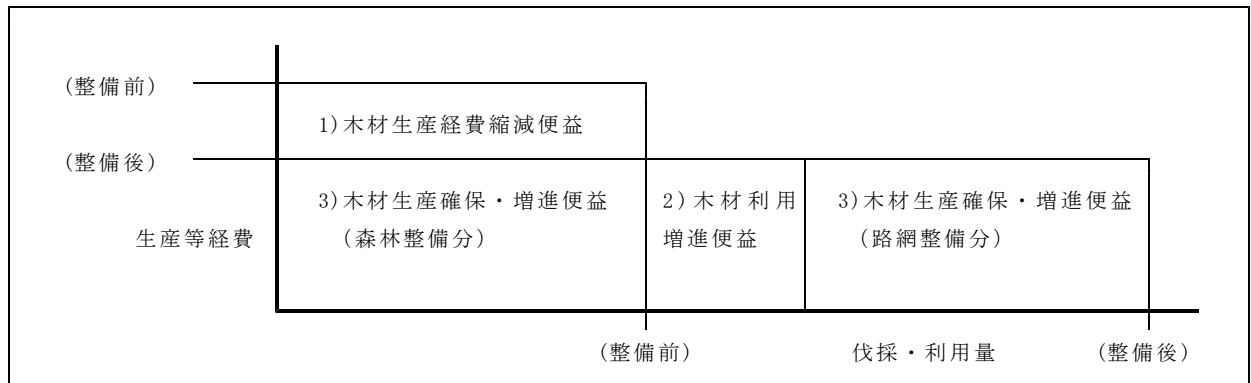 (整備前)
1)木材生産経費縮減便益
(整備後)
3)木材生産確保・増進便益
(森林整備分)
2)木材利用
増進便益
3)木材生産確保・増進便益
(路網整備分)
生産等経費
(整備前)
伐採・利用量
(整備後)